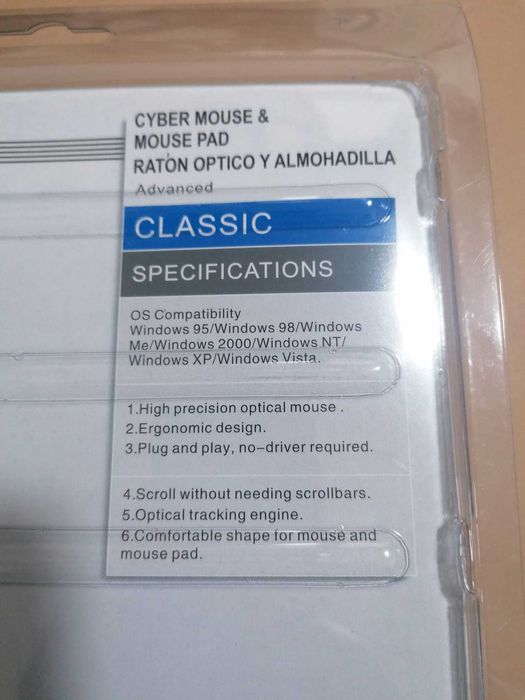 CYBER MOUSE &
MOUSE PAD
RATÒN OPTICO Y ALMOHADILLA
Advanced
CLASSIC
SPECIFICATIONS
OS Compatibility
Windows 95/Windows 98/Windows
Me/Windows 2000/Windows NT/
Windows XP/Windows Vista.
1.High precision optical mouse .
2.Ergonomic design.
3.Plug and play, no-driver required.
4.Scroll without needing scrollbars.
5.Optical tracking engine.
6.Comfortable shape for mouse and
mouse pad.